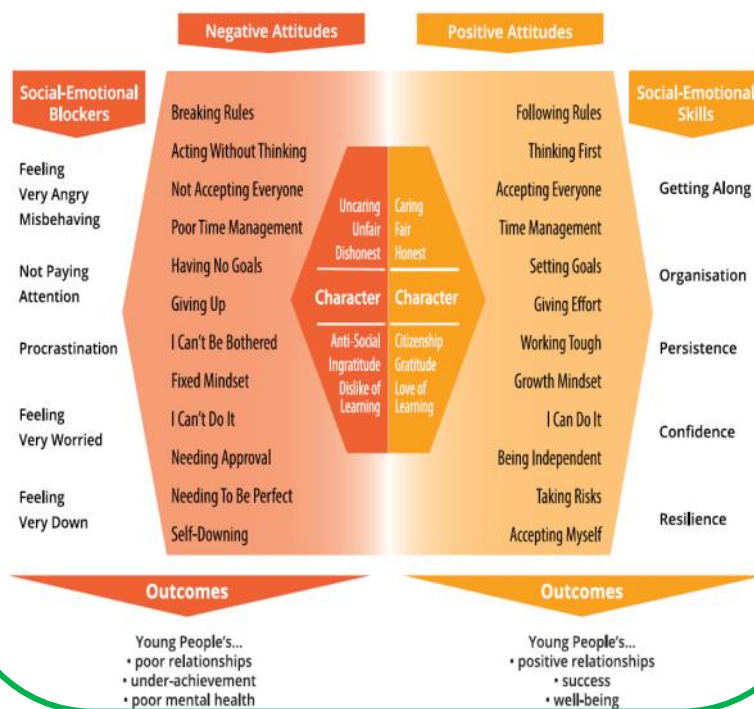 Negative Attitudes
Positive Attitudes
Social-Emotional
Blockers
Feeling
Very Angry
Misbehaving
Not Paying
Attention
Procrastination
Feeling
Very Worried
Feeling
Very Down
Breaking Rules
Acting Without Thinking
Not Accepting Everyone
Poor Time Management
Having No Goals
Giving Up
I Can't Be Bothered
Fixed Mindset
I Can't Do It
Needing Approval
Needing To Be Perfect
Self-Downing
Uncaring
Unfair
Dishonest
Character
Anti-Social
Ingratitude
Dislike of
Learning
Caring
Fair
Honest
Character
Citizenship
Gratitude
Love of
Learning
Following Rules
Thinking First
Accepting Everyone
Time Management
Setting Goals
Giving Effort
Working Tough
Growth Mindset
I Can Do It
Being Independent
Taking Risks
Accepting Myself
Social-Emotional
Skills
Getting Along
Organisation
Persistence
Confidence
Resilience
Outcomes
Young People's...
• poor relationships
• under-achievement
• poor mental health
Outcomes
Young People's...
• positive relationships
• success
• well-being